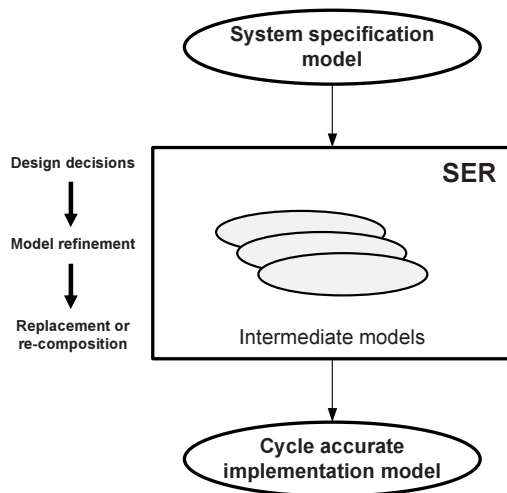 System specification
model
SER
Design decisions
Model refinement
Replacement or
re-composition
Intermediate models
Cycle accurate
implementation model